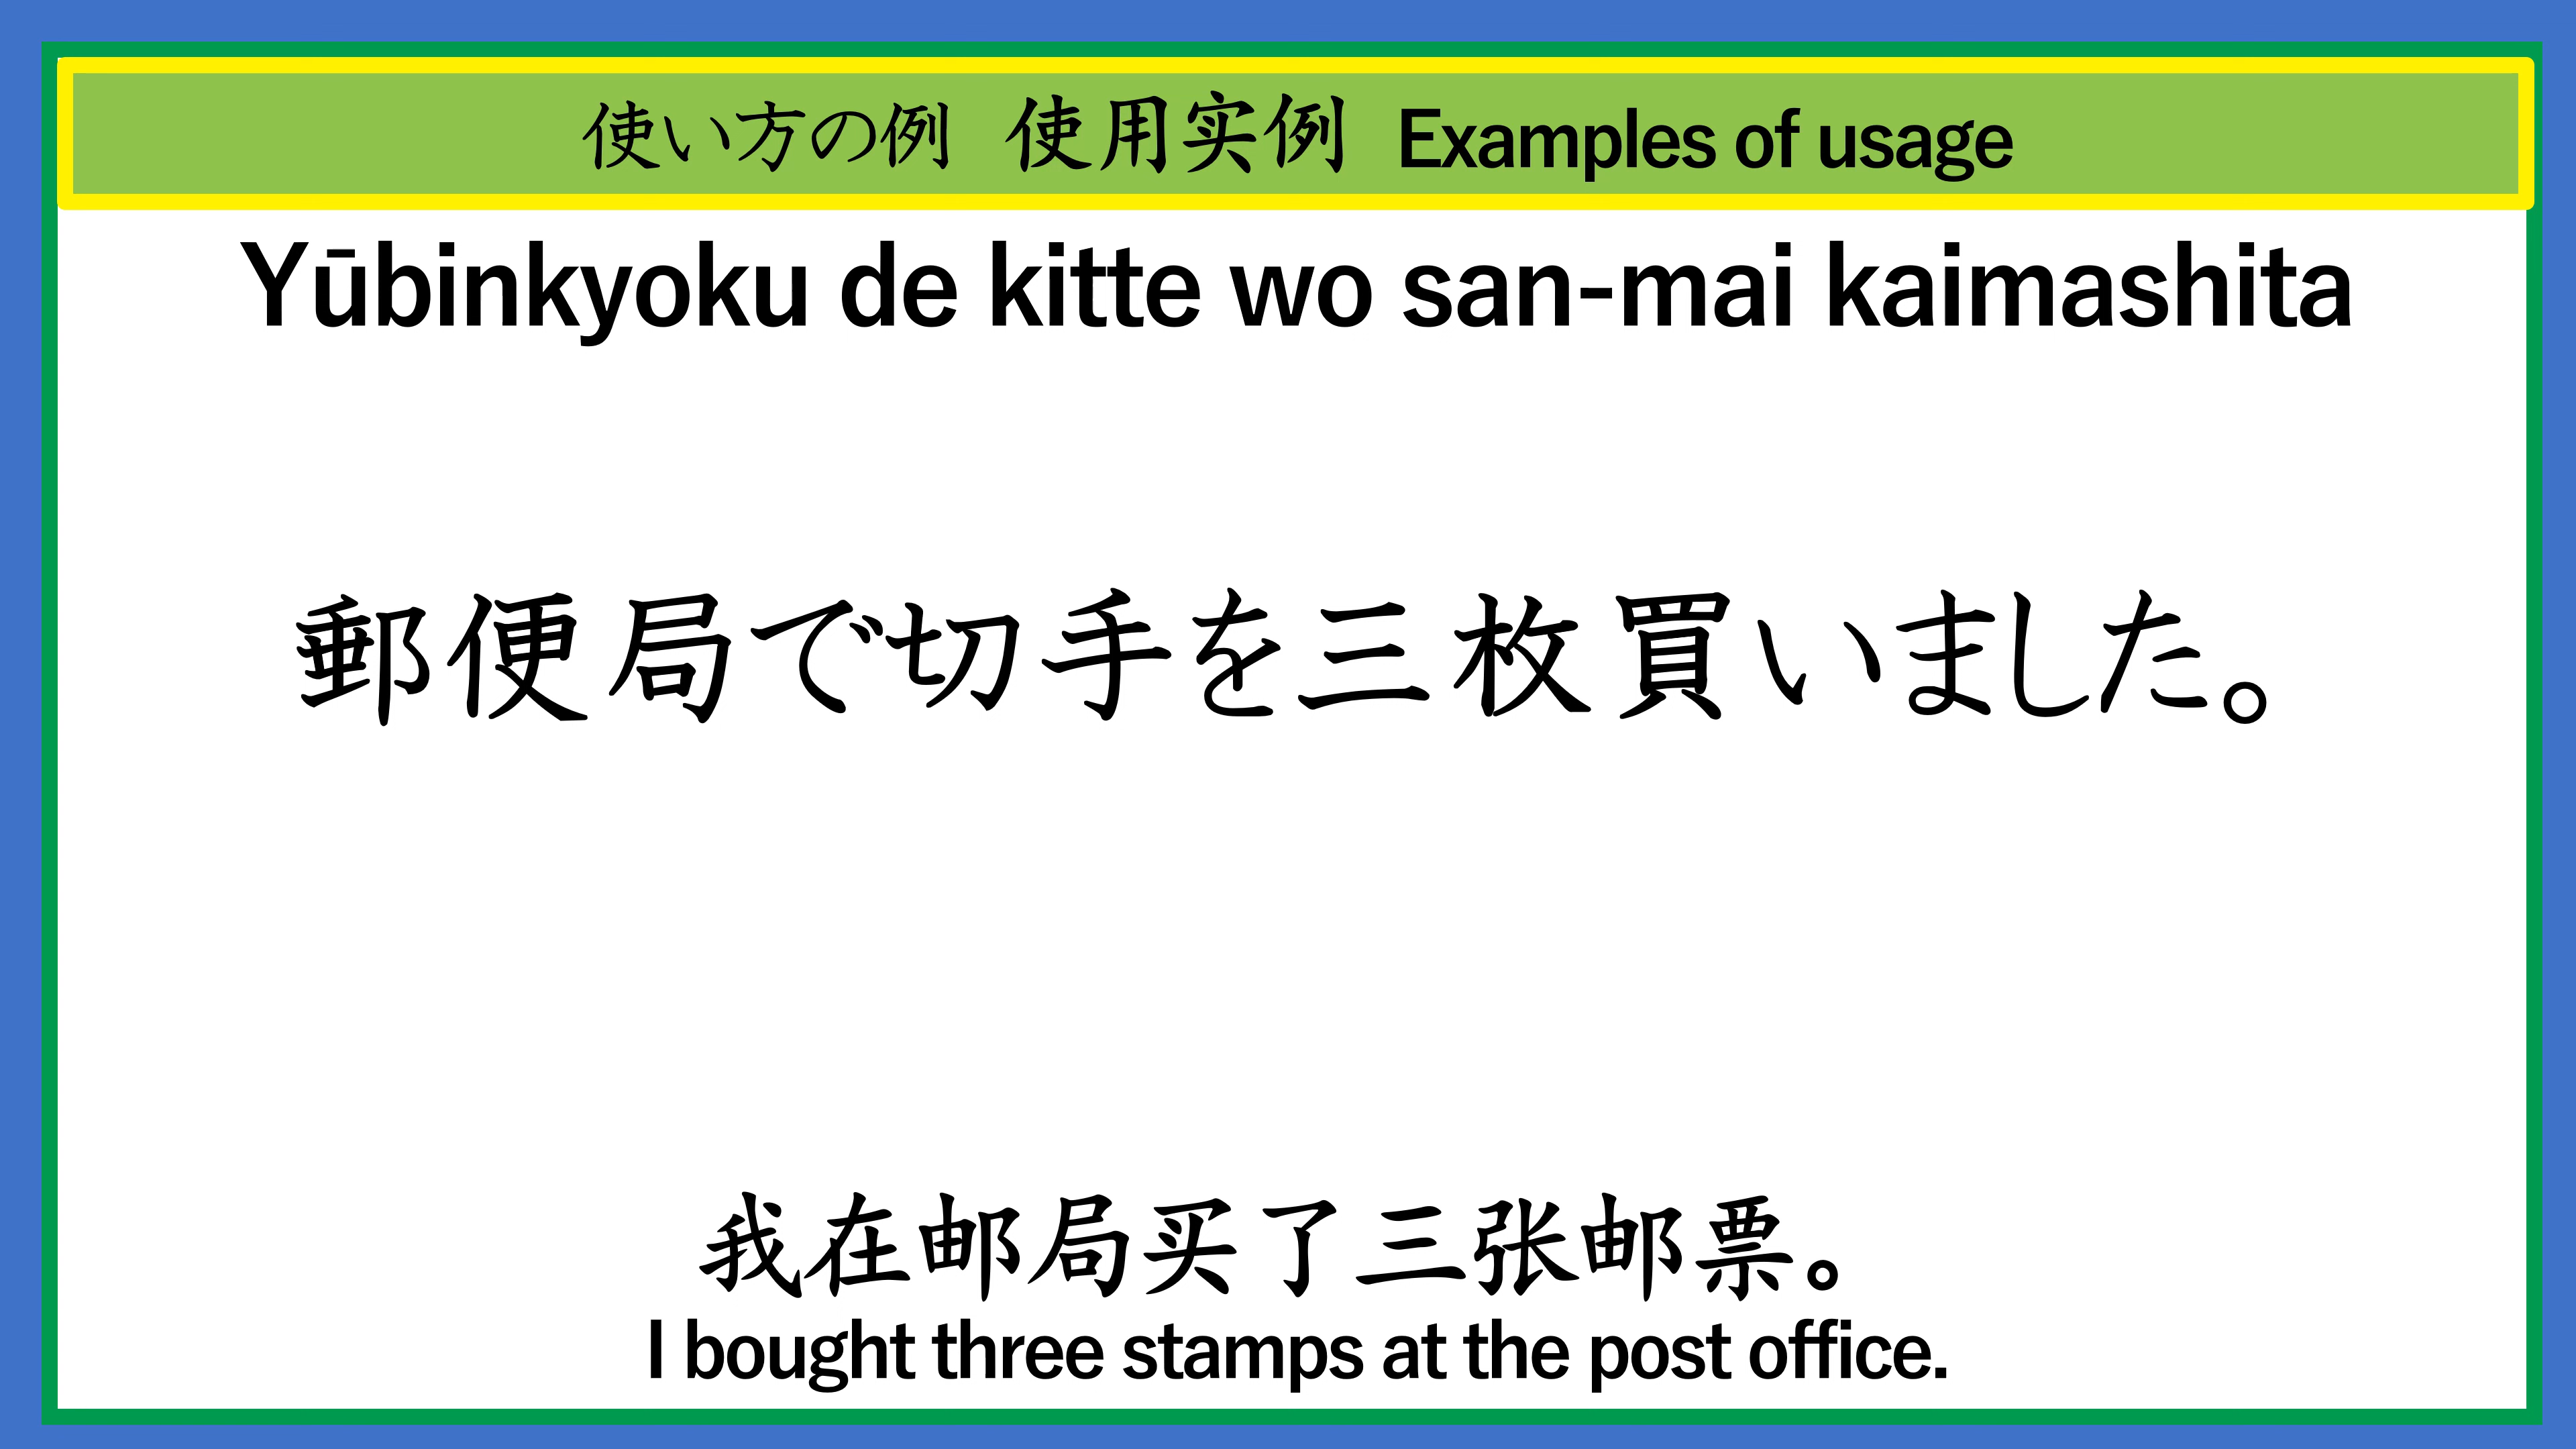 使い方の例 使用实例 Examples of usage
Yūbinkyoku de kitte wo san-mai kaimashita
郵便局で切手を三枚買いました。
我在邮局买了三张邮票。
I bought three stamps at the post office.